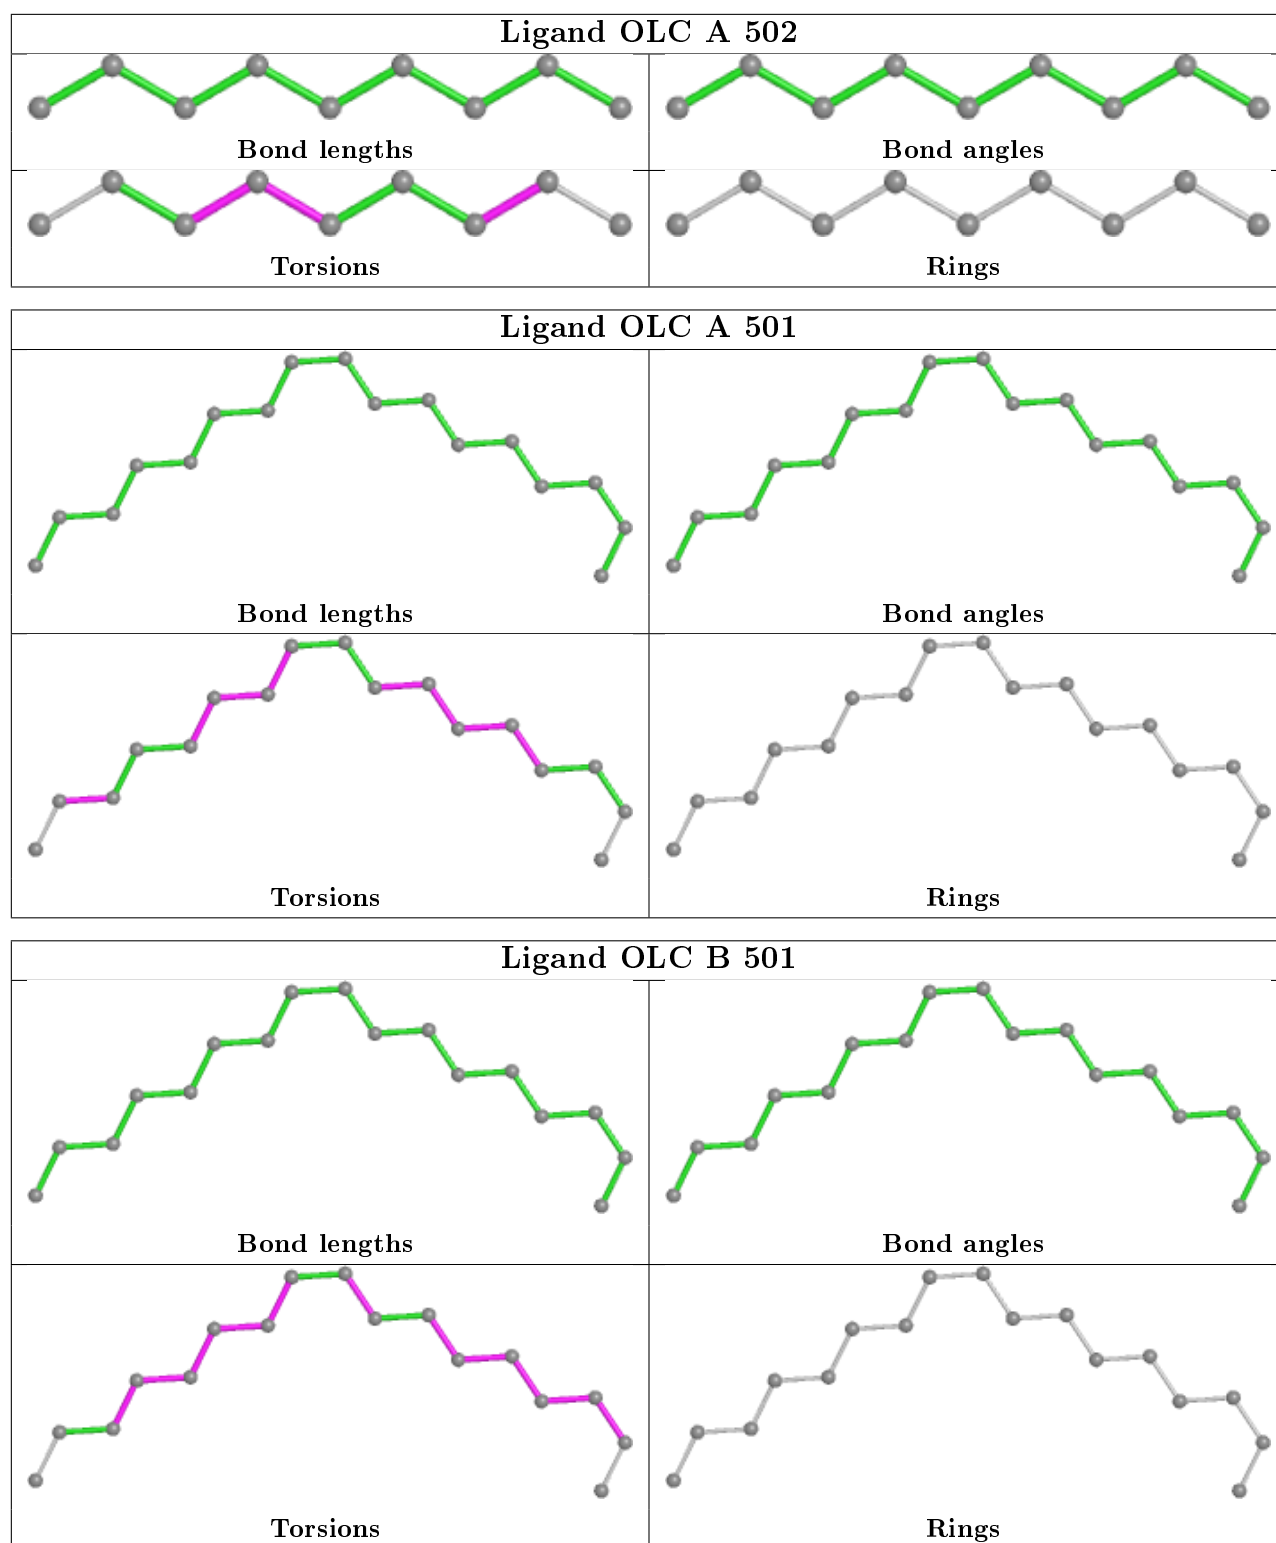 Ligand OLC A 502
Bond lengths
Bond angles
Torsions
Rings
Ligand OLC A 501
Bond lengths
Bond angles
Torsions
Rings
Ligand OLC B 501
Bond lengths
Bond angles
Torsions
Rings